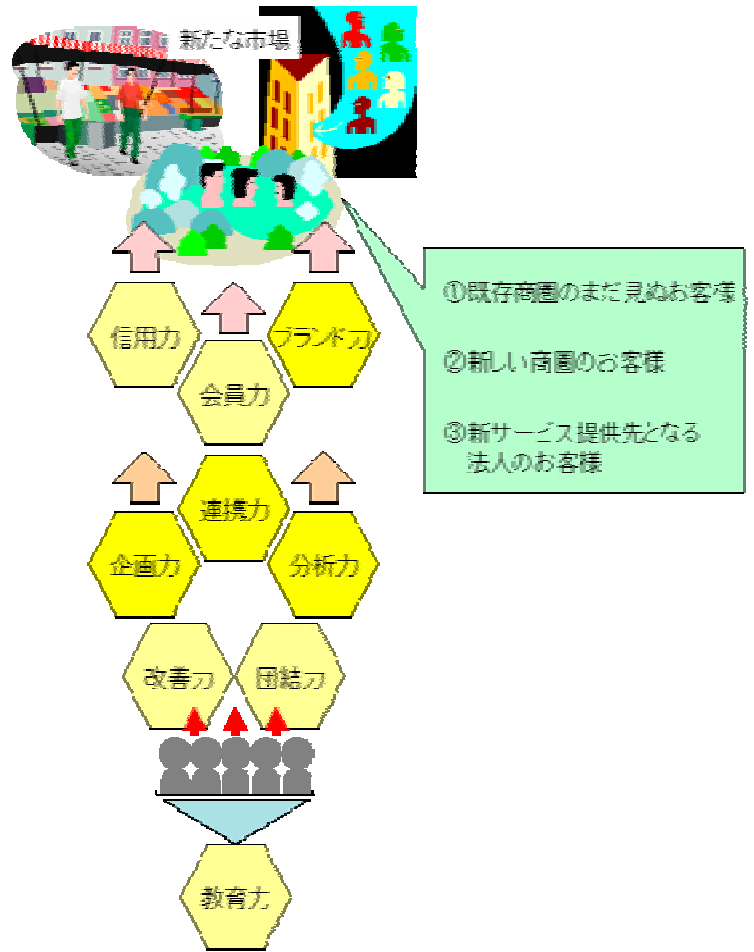 新たな市場
①既存商圏のまだ見ぬお客様
信用力
ブランド力
②新しい商圏のお客様
会員力
③新サービス提供先となる
法人のお客様
連携力
企画力
分析力
改善力
団結力
教育力